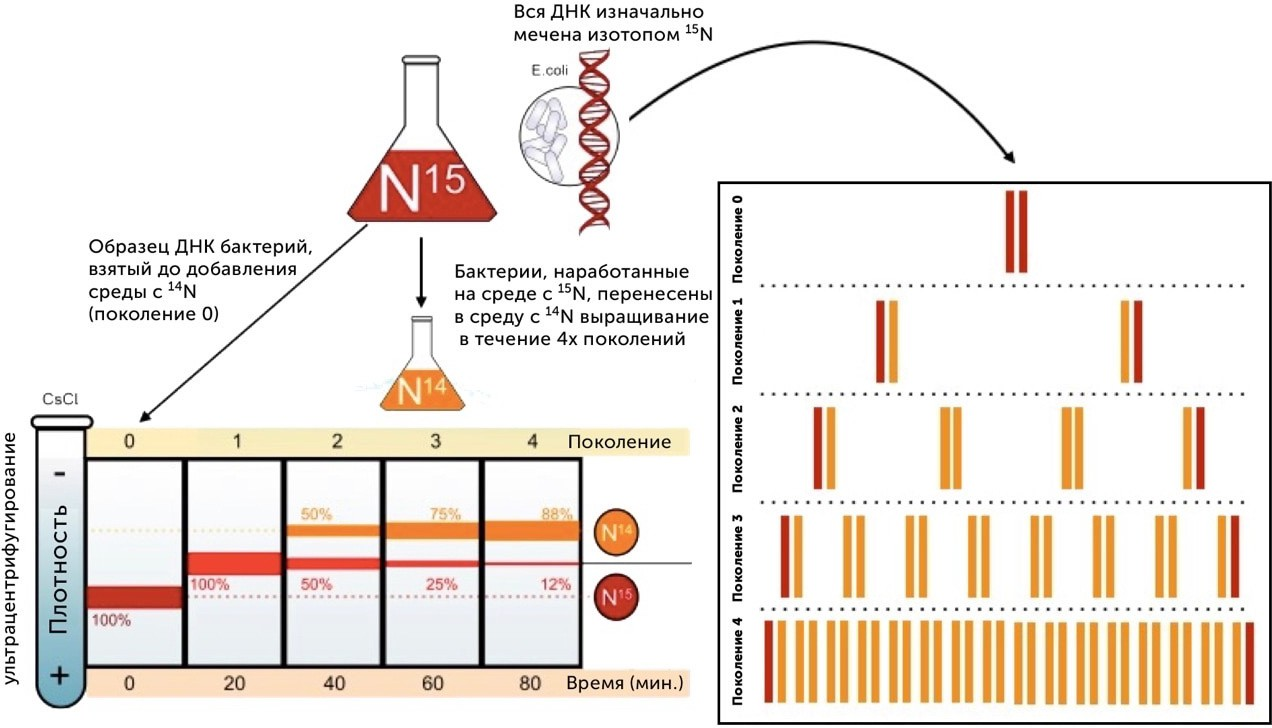 Вся ДНК изначально
мечена изотопом ¹⁵N
E.coli
N¹⁵
Образец ДНК бактерий,
взятый до добавления
среды с ¹⁴N
(поколение 0)
Бактерии, наработанные
на среде с ¹⁵N, перенесены
в среду с ¹⁴N выращивание
в течение 4х поколений
N¹⁴
CsCl
ультрацентрифугирование
- Плотность +
0 1 2 3 4 Поколение
50% 75% 88%
N¹⁴
100% 100% 50% 25% 12%
N¹⁵
0 20 40 60 80 Время (мин.)
Поколение 0
Поколение 1
Поколение 2
Поколение 3
Поколение 4